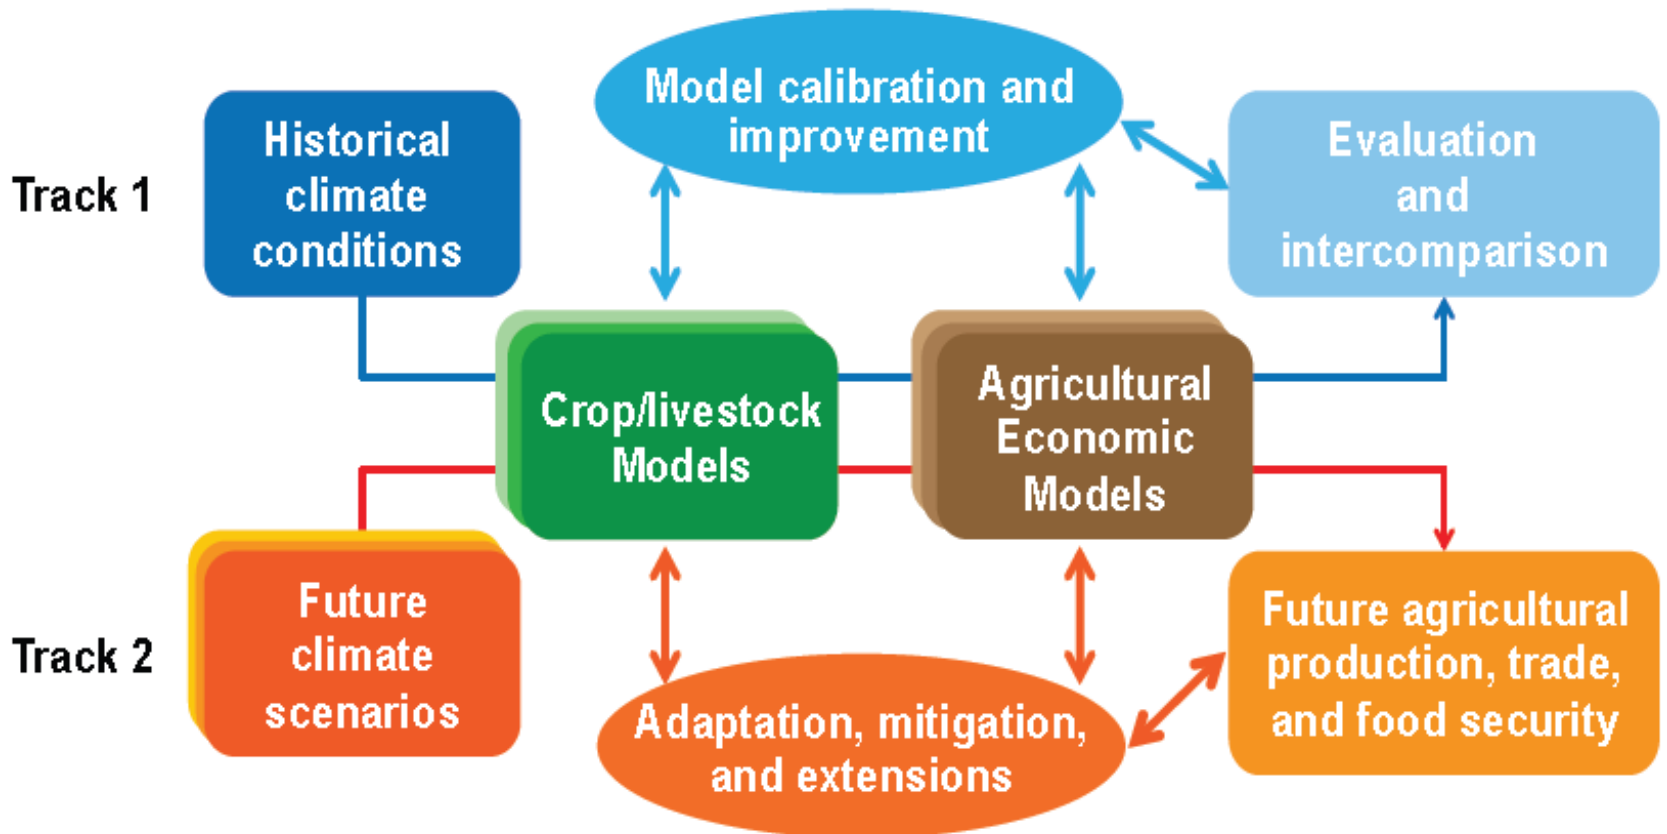 Track 1
Historical
climate
conditions
Model calibration and
improvement
Evaluation
and
intercomparison
Crop/livestock
Models
Agricultural
Economic
Models
Track 2
Future
climate
scenarios
Adaptation, mitigation,
and extensions
Future agricultural
production, trade,
and food security